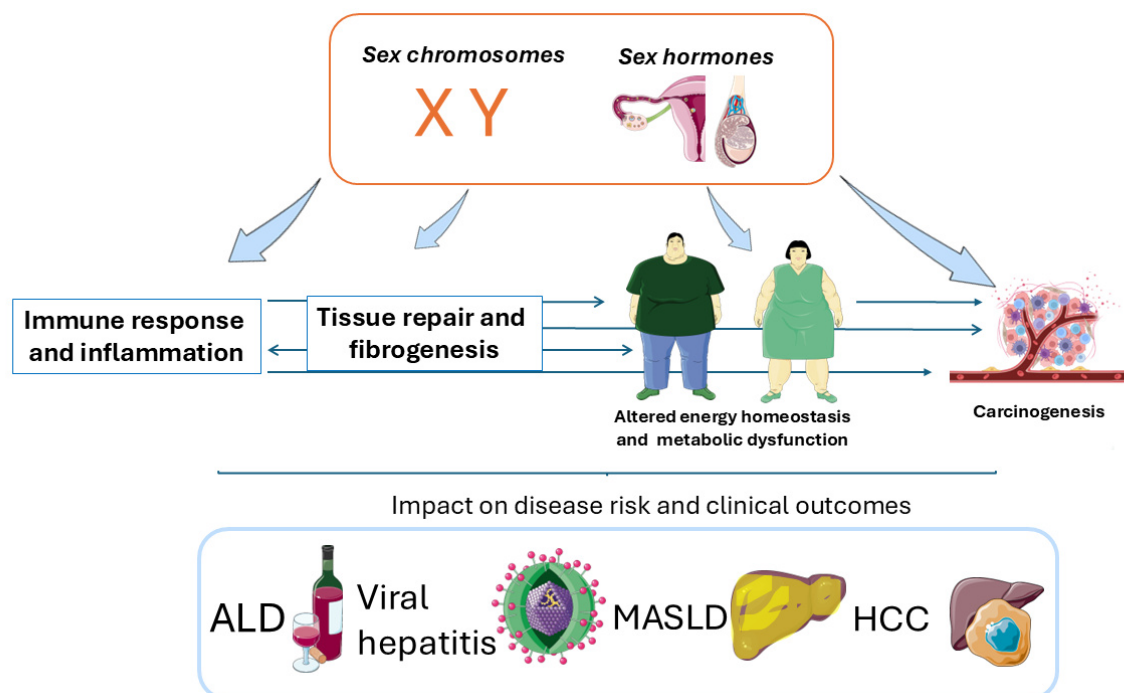 Sex chromosomes
Sex hormones
X Y
Immune response
and inflammation
Tissue repair and
fibrogenesis
Altered energy homeostasis
and metabolic dysfunction
Carcinogenesis
Impact on disease risk and clinical outcomes
ALD
Viral
hepatitis
MASLD
HCC